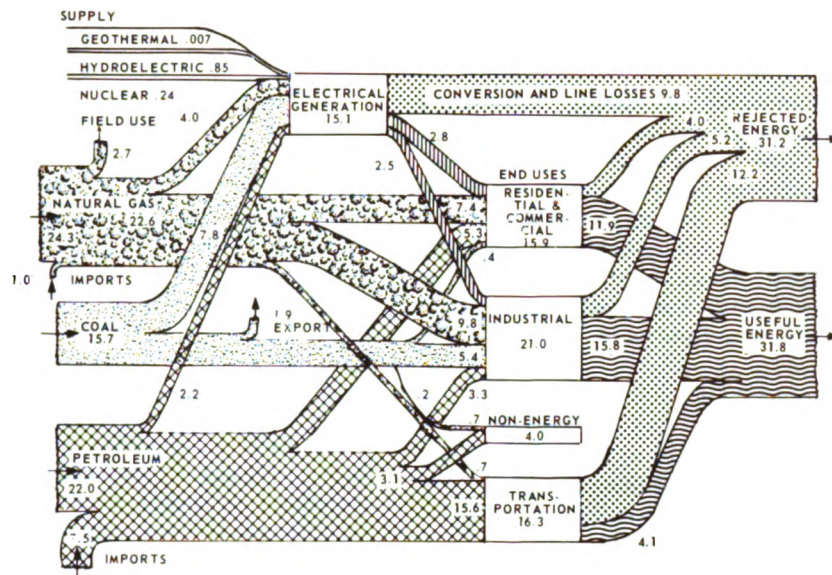 SUPPLY
GEOTHERMAL .007
HYDROELECTRIC .85
NUCLEAR .24
FIELD USE
4.0
2.7
NATURAL GAS
22.6
24.3
1.0
IMPORTS
7.8
COAL
15.7
1.9
EXPORT
2.2
PETROLEUM
22.0
7.5
IMPORTS
ELECTRICAL
GENERATION
15.1
CONVERSION AND LINE LOSSES 9.8
2.8
2.5
END USES
RESIDEN-
TIAL &
COMMER-
CIAL
15.9
7.4
5.3
.4
9.8
5.4
INDUSTRIAL
21.0
.2
3.3
NON-ENERGY
4.0
.7
.7
3.1
15.6
TRANS-
PORTATION
16.3
4.0
5.2
12.2
11.9
15.8
4.1
REJECTED
ENERGY
31.2
USEFUL
ENERGY
31.8